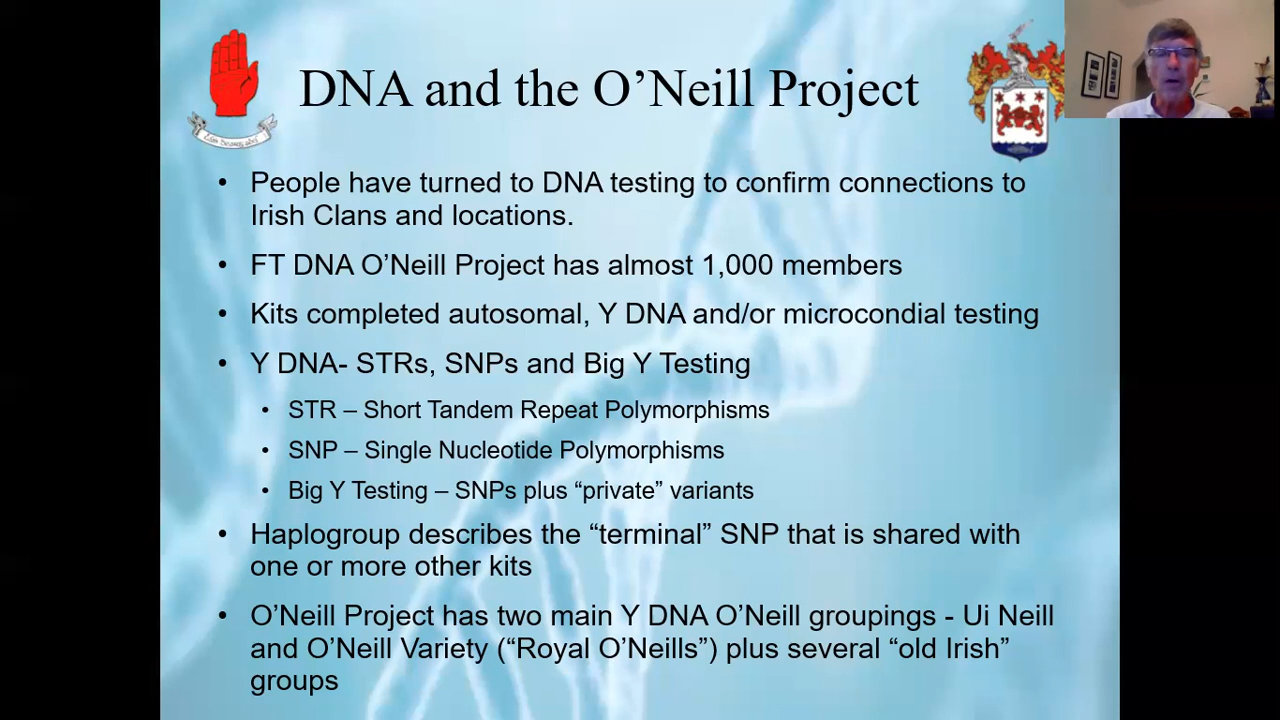 DNA and the O’Neill Project
• People have turned to DNA testing to confirm connections to
Irish Clans and locations.
• FT DNA O’Neill Project has almost 1,000 members
• Kits completed autosomal, Y DNA and/or microcondial testing
• Y DNA- STRs, SNPs and Big Y Testing
• STR – Short Tandem Repeat Polymorphisms
• SNP – Single Nucleotide Polymorphisms
• Big Y Testing – SNPs plus “private” variants
• Haplogroup describes the “terminal” SNP that is shared with
one or more other kits
• O’Neill Project has two main Y DNA O’Neill groupings - Ui Neill
and O’Neill Variety (“Royal O’Neills”) plus several “old Irish”
groups